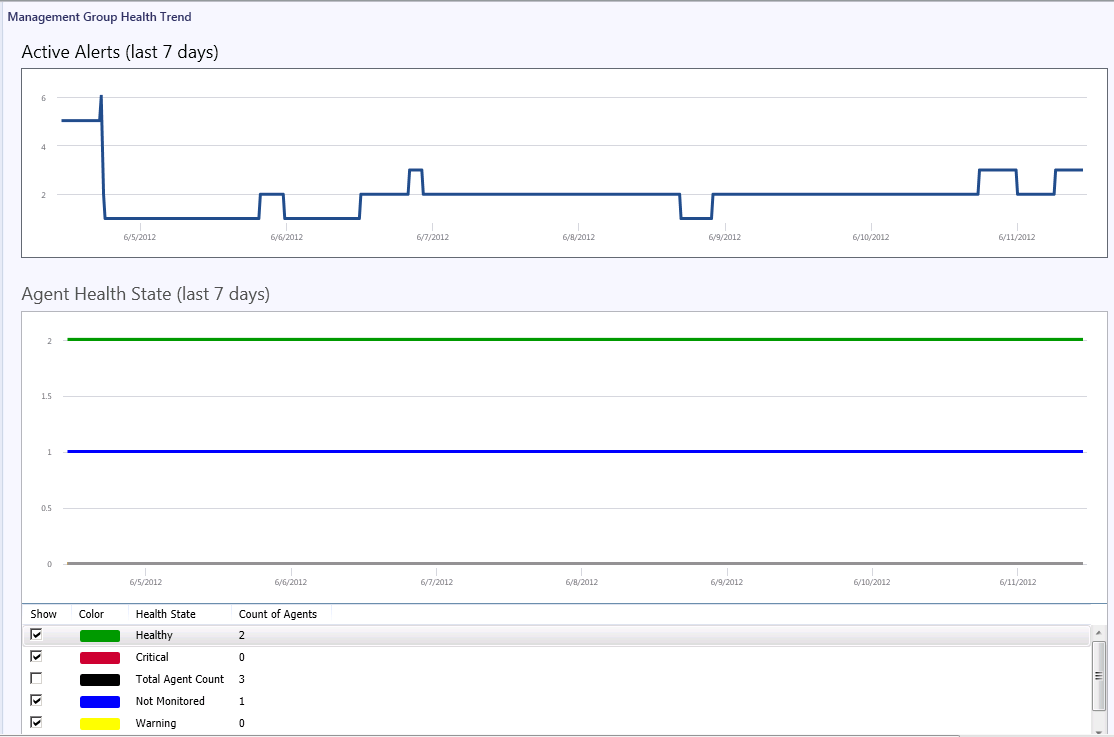 Management Group Health Trend
Active Alerts (last 7 days)
6
4
2
6/5/2012 6/6/2012 6/7/2012 6/8/2012 6/9/2012 6/10/2012 6/11/2012
Agent Health State (last 7 days)
2
1.5
1
0.5
0
6/5/2012 6/6/2012 6/7/2012 6/8/2012 6/9/2012 6/10/2012 6/11/2012
Show Color Health State Count of Agents
Healthy 2
Critical 0
Total Agent Count 3
Not Monitored 1
Warning 0